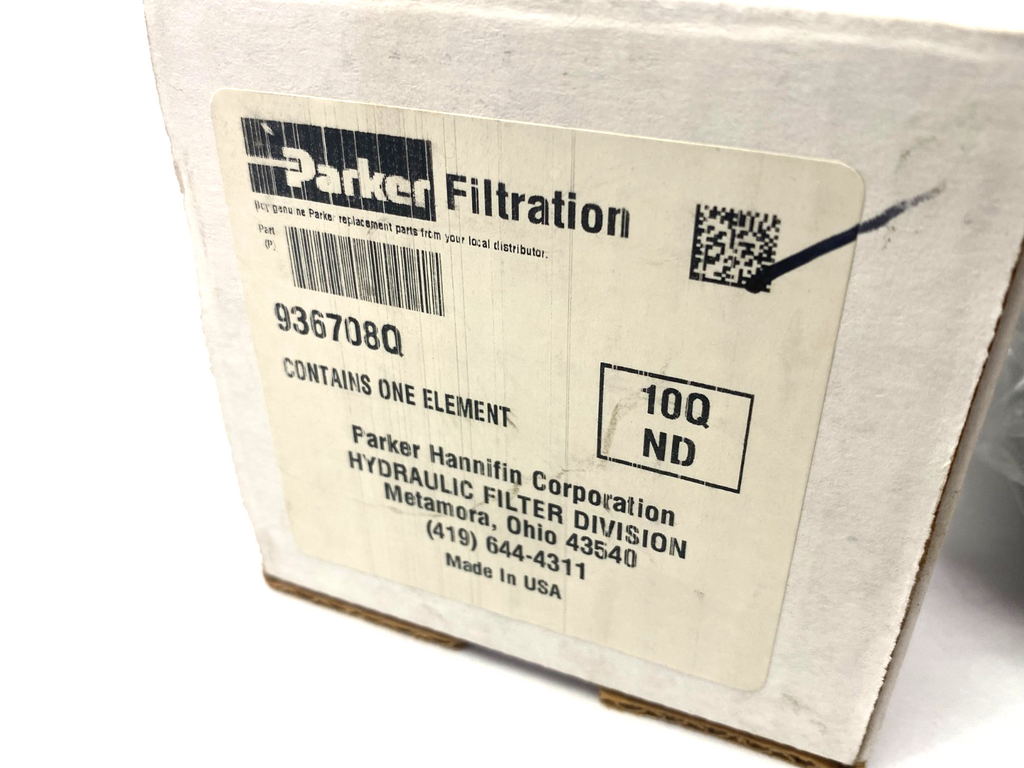 Parker Filtration
Buy genuine Parker replacement parts from your local distributor.
Part
(P)
936708Q
CONTAINS ONE ELEMENT
10Q
ND
Parker Hannifin Corporation
HYDRAULIC FILTER DIVISION
Metamora, Ohio 43540
(419) 644-4311
Made In USA